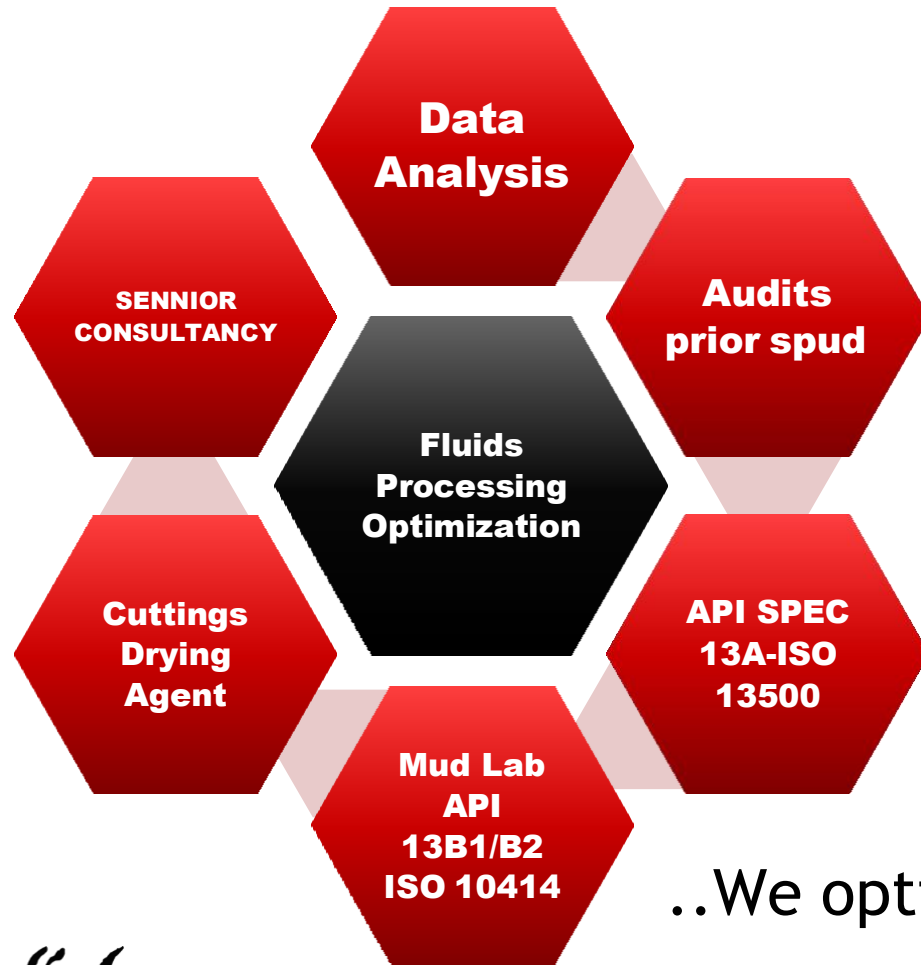 Data
Analysis
Audits
prior spud
SENNIOR
CONSULTANCY
Fluids
Processing
Optimization
API SPEC
13A-ISO
13500
Cuttings
Drying
Agent
Mud Lab
API
13B1/B2
ISO 10414
..We